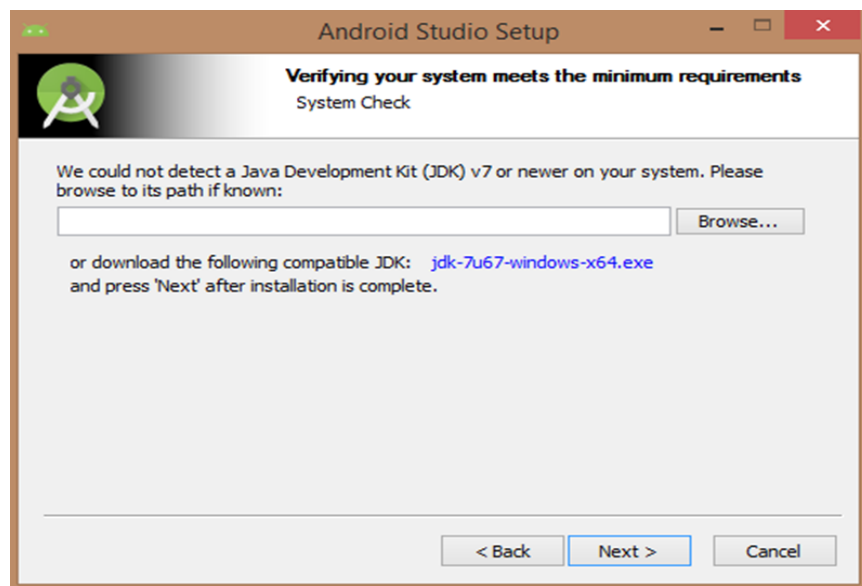 Android Studio Setup
Verifying your system meets the minimum requirements
System Check
We could not detect a Java Development Kit (JDK) v7 or newer on your system. Please
browse to its path if known:
Browse...
or download the following compatible JDK: jdk-7u67-windows-x64.exe
and press 'Next' after installation is complete.
< Back Next > Cancel